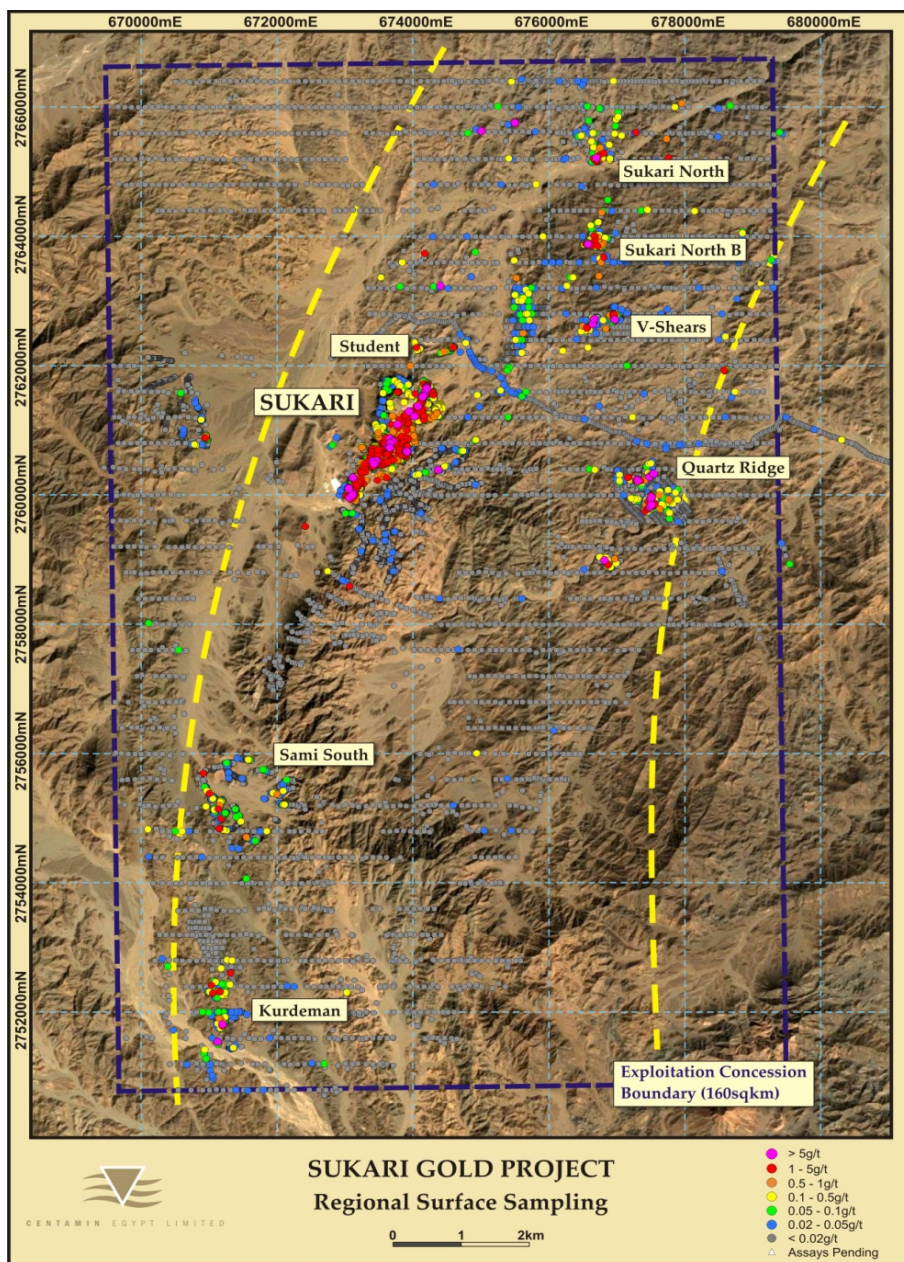 670000mE
672000mE
674000mE
676000mE
678000mE
680000mE
2766000mN
2764000mN
2762000mN
2760000mN
2758000mN
2756000mN
2754000mN
2752000mN
Sukari North
Sukari North B
V-Shears
Student
SUKARI
Quartz Ridge
Sami South
Kurdeman
Exploitation Concession
Boundary (160sqkm)
CENTAMIN EGYPT LIMITED
SUKARI GOLD PROJECT
Regional Surface Sampling
0 1 2km
> 5g/t
1 - 5g/t
0.5 - 1g/t
0.1 - 0.5g/t
0.05 - 0.1g/t
0.02 - 0.05g/t
< 0.02g/t
Assays Pending